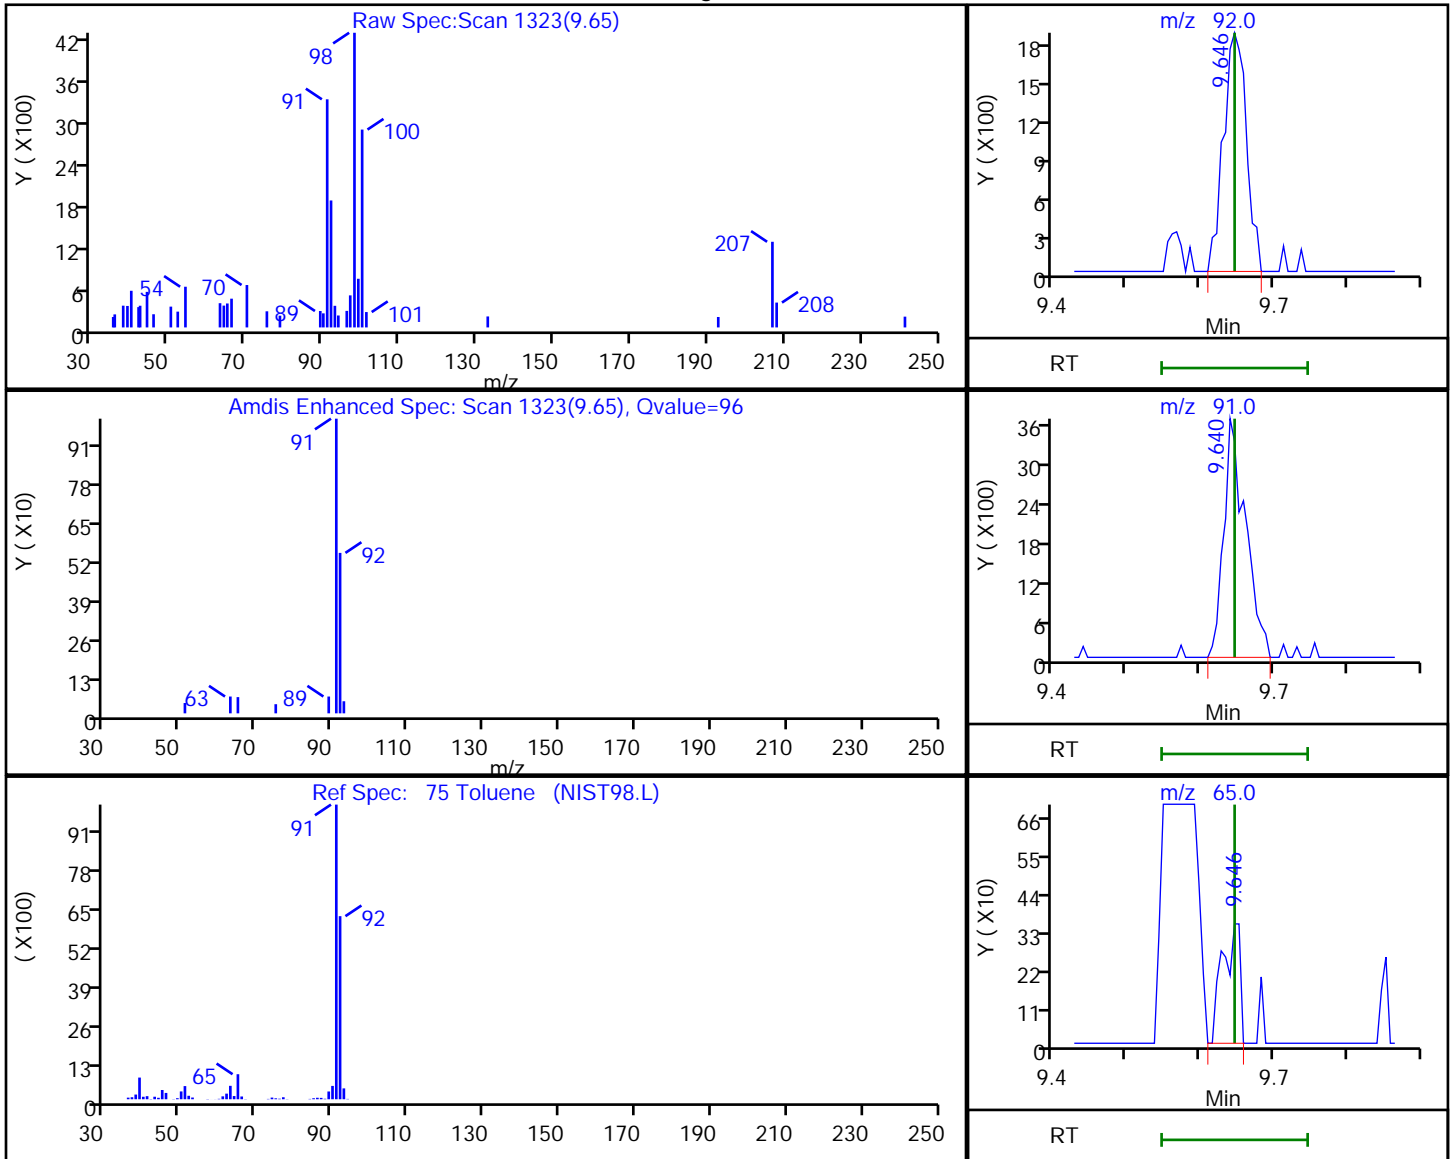 Raw Spec:Scan 1323(9.65)
42
36
30
24
18
12
6
0
Y ( X100)
98
91
100
54
70
89
101
207
208
30 50 70 90 110 130 150 170 190 210 230 250
m/z
m/z 92.0
18
15
12
9
6
3
0
Y ( X100)
9.646
9.4 9.7
Min
RT
Amdis Enhanced Spec: Scan 1323(9.65), Qvalue=96
91
78
65
52
39
26
13
0
Y ( X10)
91
92
63
89
30 50 70 90 110 130 150 170 190 210 230 250
m/z
m/z 91.0
36
30
24
18
12
6
0
Y ( X100)
9.640
9.4 9.7
Min
RT
Ref Spec: 75 Toluene (NIST98.L)
91
78
65
52
39
26
13
0
( X100)
91
92
65
30 50 70 90 110 130 150 170 190 210 230 250
m/z 65.0
66
55
44
33
22
11
0
Y ( X10)
9.646
9.4 9.7
Min
RT